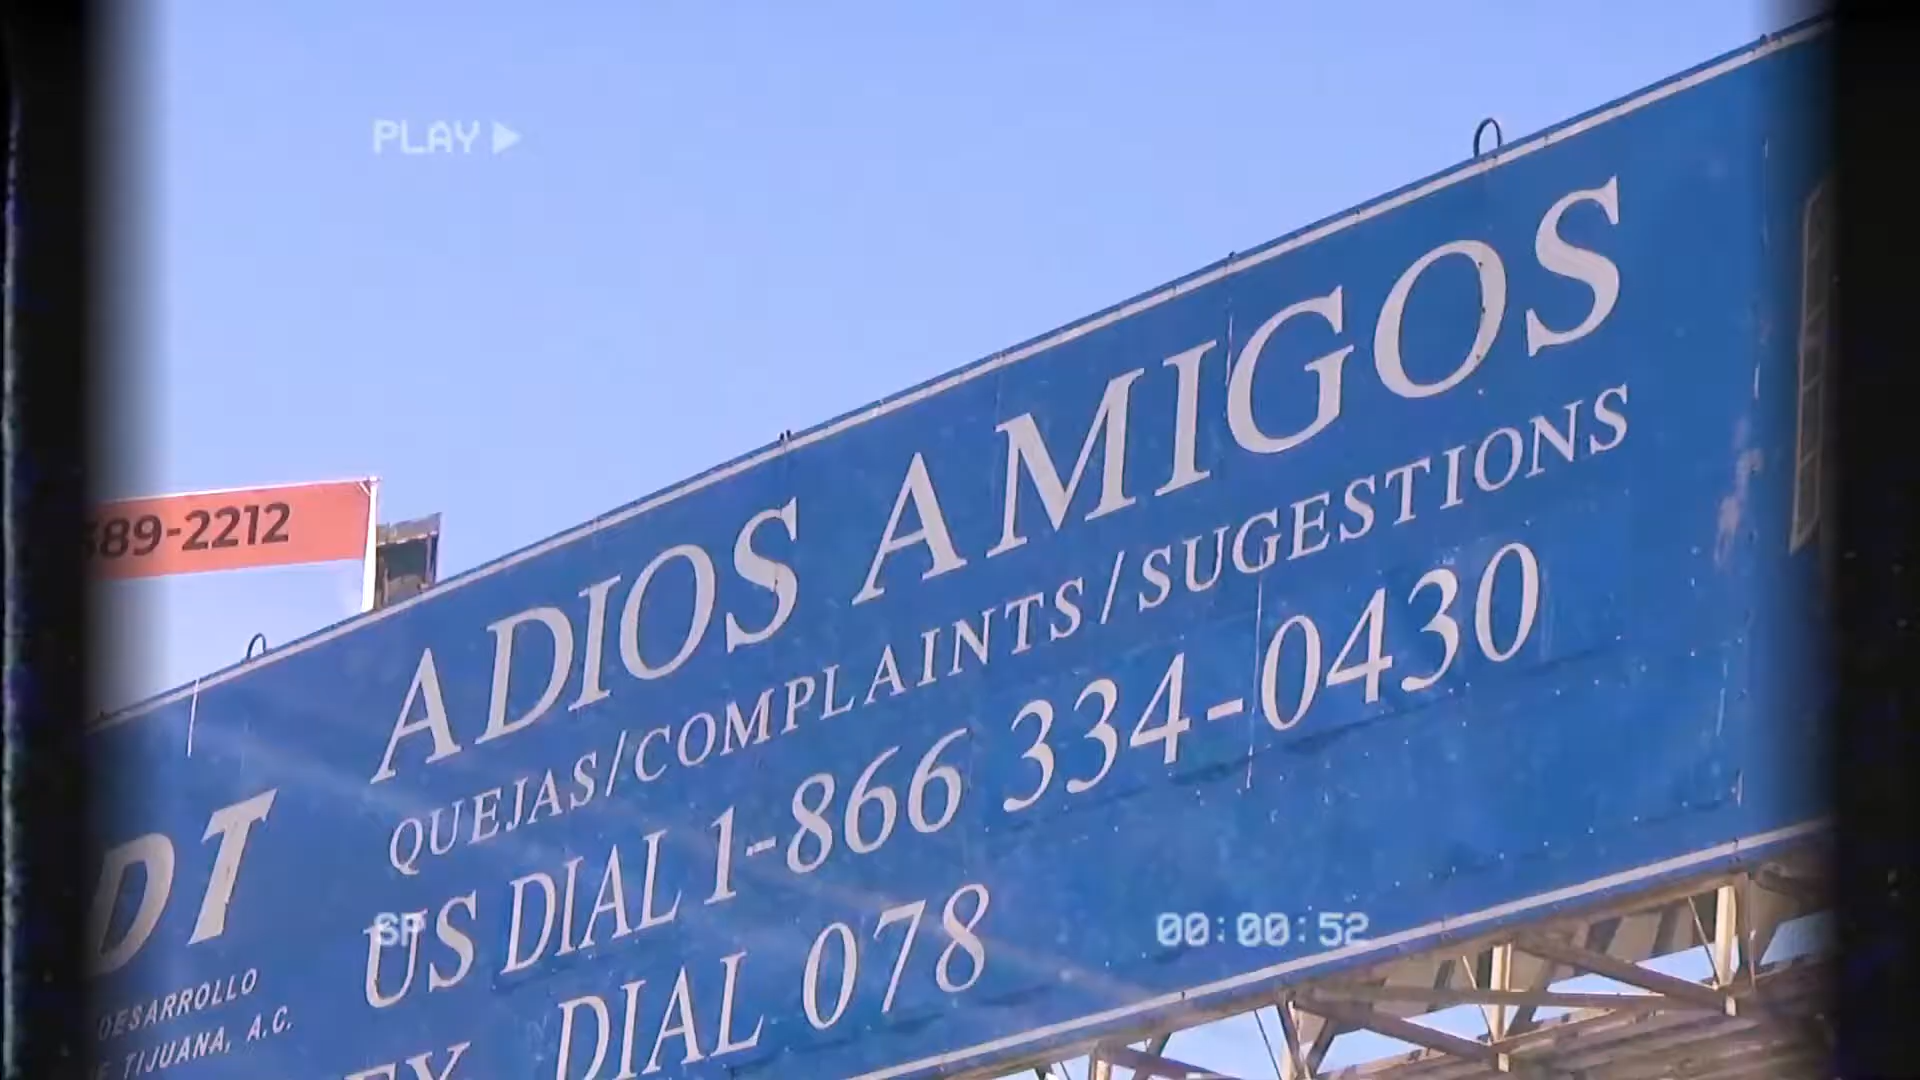 PLAY
89-2212
ADIOS AMIGOS
QUEJAS/COMPLAINTS/SUGESTIONS
US DIAL 1-866 334-0430
DIAL 078
DT
DESARROLLO
TIJUANA, A.C.
SP
00:00:52